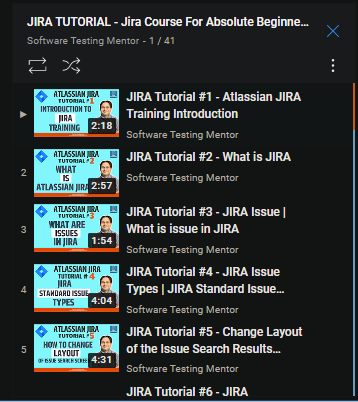 JIRA TUTORIAL - Jira Course For Absolute Beginne...
Software Testing Mentor - 1 / 41
ATLASSIAN JIRA
TUTORIAL #1
INTRODUCTION TO
JIRA
TRAINING
2:18
JIRA Tutorial #1 - Atlassian JIRA
Training Introduction
Software Testing Mentor
2
ATLASSIAN JIRA
TUTORIAL #2
WHAT
IS
ATLASSIAN JIRA
2:57
JIRA Tutorial #2 - What is JIRA
Software Testing Mentor
3
ATLASSIAN JIRA
TUTORIAL #3
WHAT ARE
ISSUES
IN JIRA
1:54
JIRA Tutorial #3 - JIRA Issue |
What is issue in JIRA
Software Testing Mentor
4
ATLASSIAN JIRA
TUTORIAL # 4
JIRA
STANDARD ISSUE
TYPES
4:04
JIRA Tutorial #4 - JIRA Issue
Types | JIRA Standard Issue...
Software Testing Mentor
5
ATLASSIAN JIRA
TUTORIAL #5
HOW TO CHANGE
LAYOUT
OF ISSUE SEARCH SCREEN
4:31
JIRA Tutorial #5 - Change Layout
of the Issue Search Results...
Software Testing Mentor
JIRA Tutorial #6 - JIRA